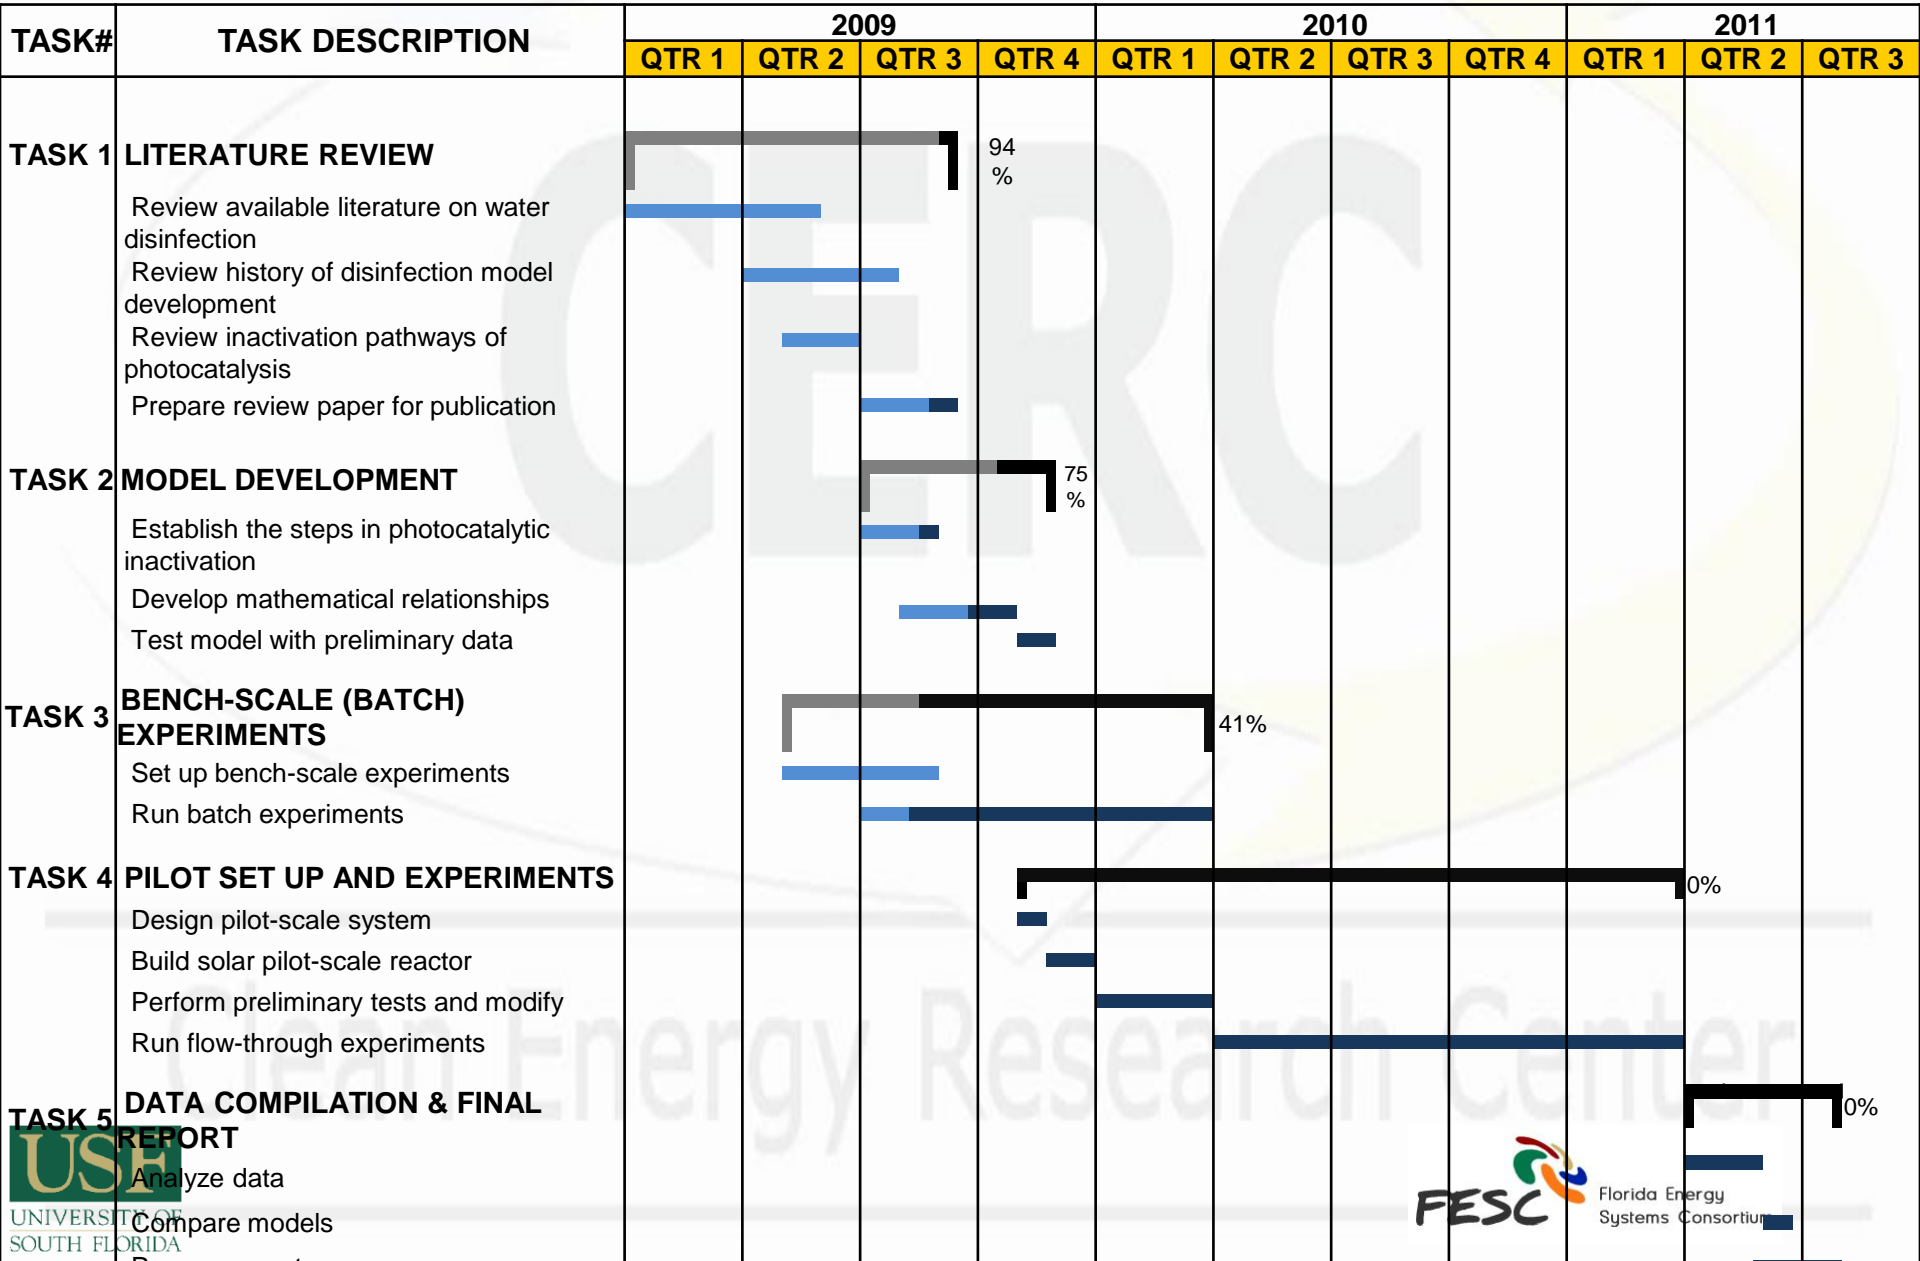 TASK# TASK DESCRIPTION 2009 2010 2011
QTR 1 QTR 2 QTR 3 QTR 4 QTR 1 QTR 2 QTR 3 QTR 4 QTR 1 QTR 2 QTR 3
CERC
TASK 1 LITERATURE REVIEW
94
%
Review available literature on water
disinfection
Review history of disinfection model
development
Review inactivation pathways of
photocatalysis
Prepare review paper for publication
TASK 2 MODEL DEVELOPMENT
75
%
Establish the steps in photocatalytic
inactivation
Develop mathematical relationships
Test model with preliminary data
TASK 3 BENCH-SCALE (BATCH)
EXPERIMENTS
41%
Set up bench-scale experiments
Run batch experiments
TASK 4 PILOT SET UP AND EXPERIMENTS
0%
Design pilot-scale system
Build solar pilot-scale reactor
Perform preliminary tests and modify
Run flow-through experiments
Clean Energy Research Center
TASK 5 DATA COMPILATION & FINAL
REPORT
0%
Analyze data
Compare models
USF
UNIVERSITY OF
SOUTH FLORIDA
FESC
Florida Energy
Systems Consortium